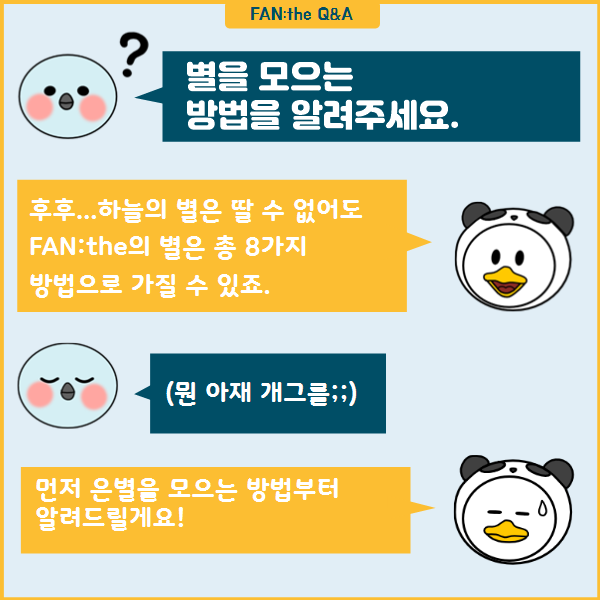 FAN:the Q&A
?
별을 모으는
방법을 알려주세요.
후후...하늘의 별은 딸 수 없어도
FAN:the의 별은 총 8가지
방법으로 가질 수 있죠.
(뭔 아재 개그를;;)
먼저 은별을 모으는 방법부터
알려드릴게요!